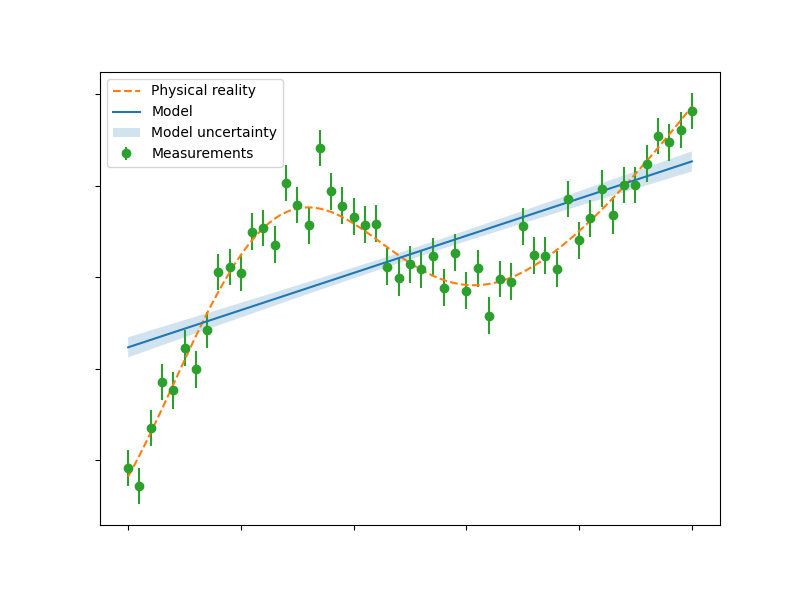 Physical reality
Model
Model uncertainty
Measurements